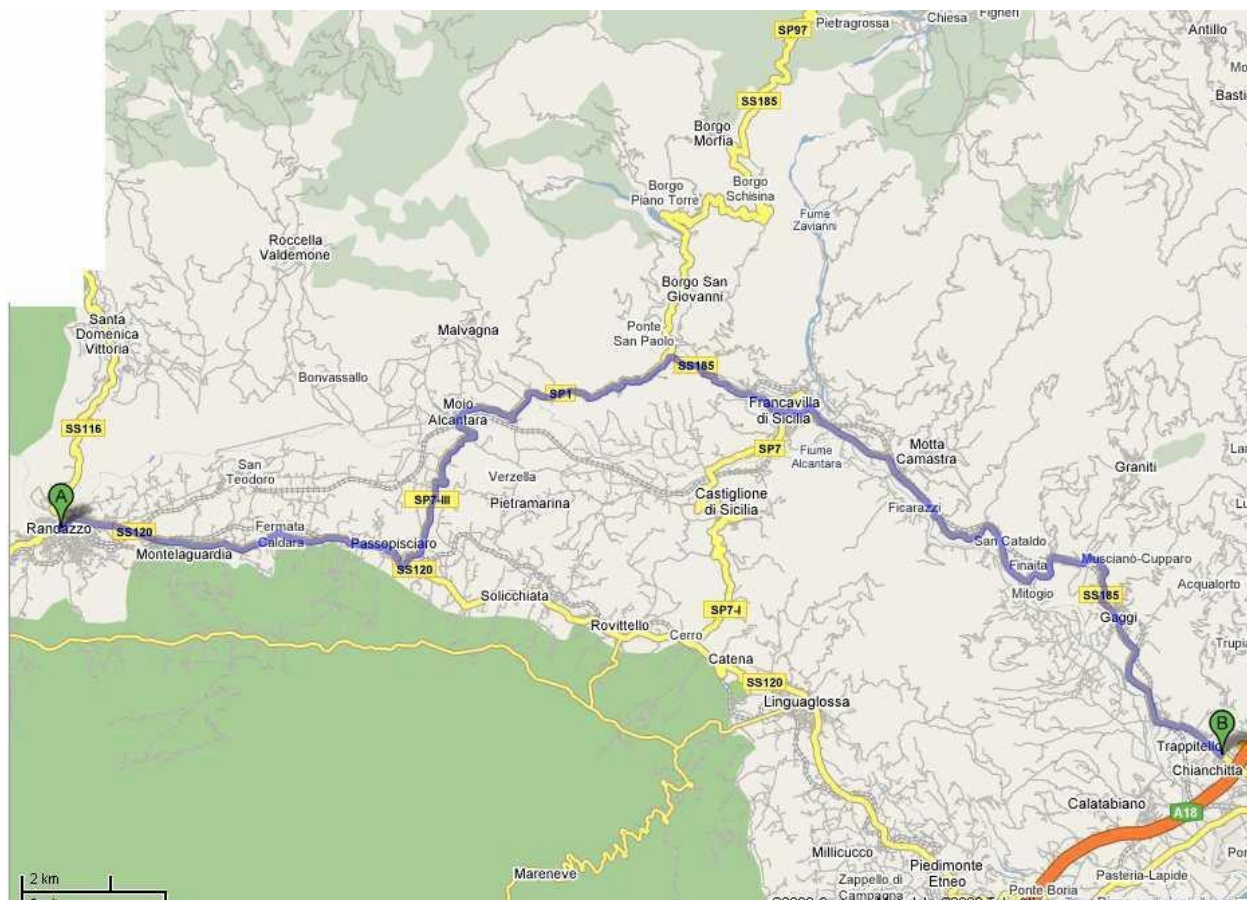 SP97
Pietragrossa
Chiesa
Antillo
SS185
Borgo
Morfia
Borgo
Piano Torre
Borgo
Schisina
Fume
Zavianni
Roccella
Valdemone
Borgo San
Giovanni
Santa
Domenica
Vittoria
Malvagna
Ponte
San Paolo
SS185
Bonvassallo
SP1
Moio
Alcantara
Francavilla
di Sicilia
SS116
SP7
Fiume
Alcantara
Motta
Camastra
Graniti
San
Teodoro
Verzella
SP7-III
Pietramarina
Castiglione
di Sicilia
Ficarazzi
A
Randazzo
SS120
Fermata
Caldara
Montelaguardia
Passopisciaro
SS120
San Cataldo
Finaita
Muscianò-Cupparo
Mitogio
Acqualorto
SS185
Gaggi
Solicchiata
SP7-I
Rovittello
Cerro
Catena
SS120
Linguaglossa
B
Trappitello
Chianchitta
Calatabiano
A18
Millicucco
Piedimonte
Etneo
Mareneve
Zappello di
Campagna
Ponte Boria
Pasteria-Lapide
2 km